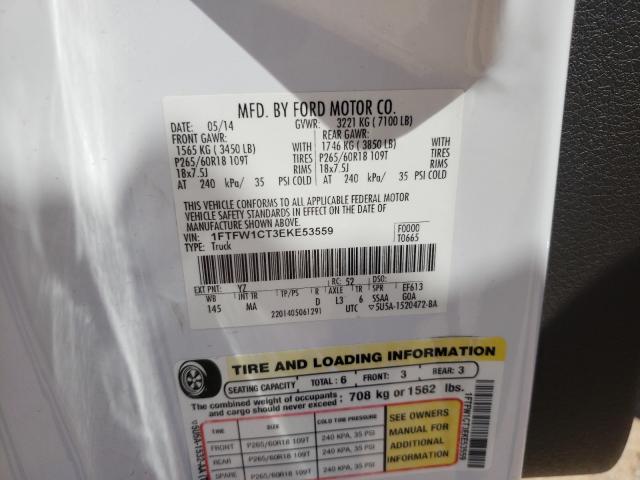 MFD. BY FORD MOTOR CO.
DATE: 05/14 GVWR: 3221 KG (7100 LB)
FRONT GAWR: REAR GAWR:
1565 KG (3450 LB) WITH 1746 KG (3850 LB) WITH
P265/60R18 109T TIRES P265/60R18 109T TIRES
18x7.5J RIMS 18x7.5J RIMS
AT 240 kPa/ 35 PSI COLD AT 240 kPa/ 35 PSI COLD
THIS VEHICLE CONFORMS TO ALL APPLICABLE FEDERAL MOTOR
VEHICLE SAFETY STANDARDS IN EFFECT ON THE DATE OF
MANUFACTURE SHOWN ABOVE.
VIN: 1FTFW1CT3EKE53559 F0000
TYPE: Truck T0665
EXT PNT: YZ RC: 52 DSO:
WB INT TR TP/PS R AXLE TR SPR EF613
145 MA D L3 6 SSAA G0A
2201405061291 UTC ▽5U5A-1520472-BA
TIRE AND LOADING INFORMATION
SEATING CAPACITY TOTAL: 6 FRONT: 3 REAR: 3
The combined weight of occupants and cargo should never exceed: 708 kg or 1562 lbs.
TIRE SIZE COLD TIRE PRESSURE
FRONT P265/60R18 109T 240 KPA, 35 PSI
REAR P265/60R18 109T 240 KPA, 35 PSI
SPARE P265/60R18 109T 240 KPA, 35 PSI
SEE OWNERS
MANUAL FOR
ADDITIONAL
INFORMATION
1FTFW1CT3EKE53559